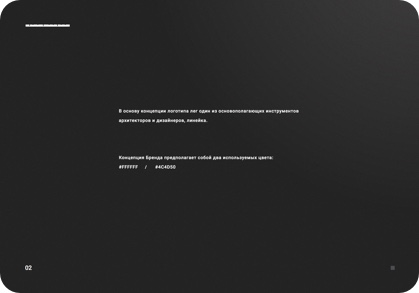 В основу концепции логотипа лег один из основополагающих инструментов
архитекторов и дизайнеров, линейка.
Концепция Бренда предполагает собой два используемых цвета:
#FFFFFF / #4C4D50
02